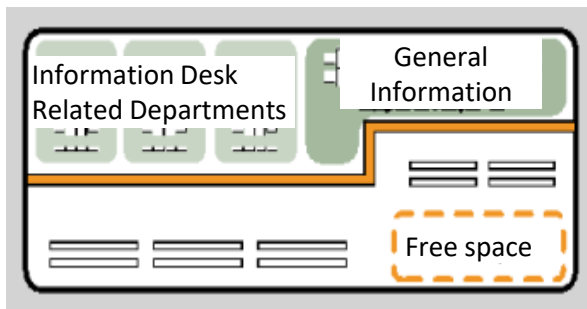 Information Desk
Related Departments
General
Information
Free space